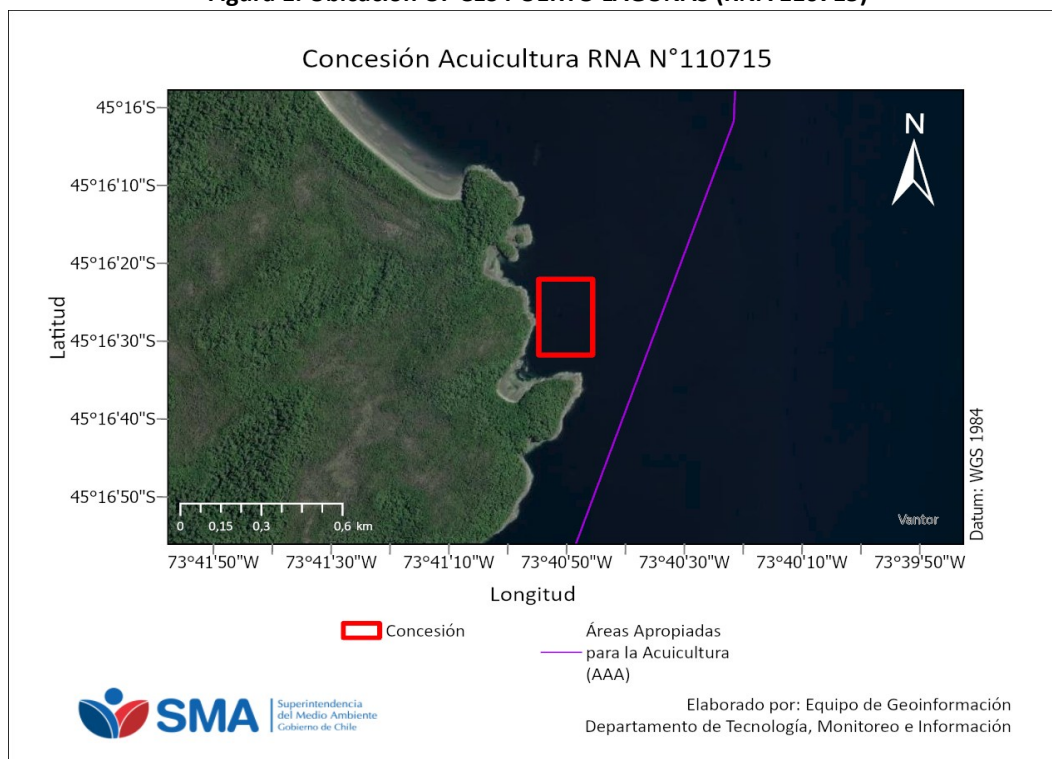 Concesión Acuicultura RNA N°110715
45°16'S
45°16'10"S
45°16'20"S
45°16'30"S
45°16'40"S
45°16'50"S
Latitud
N
Datum: WGS 1984
Vantor
0 0,15 0,3 0,6 km
73°41'50"W 73°41'30"W 73°41'10"W 73°40'50"W 73°40'30"W 73°40'10"W 73°39'50"W
Longitud
Concesión
Áreas Apropiadas
para la Acuicultura
(AAA)
SMA
Superintendencia
del Medio Ambiente
Gobierno de Chile
Elaborado por: Equipo de Geoinformación
Departamento de Tecnología, Monitoreo e Información